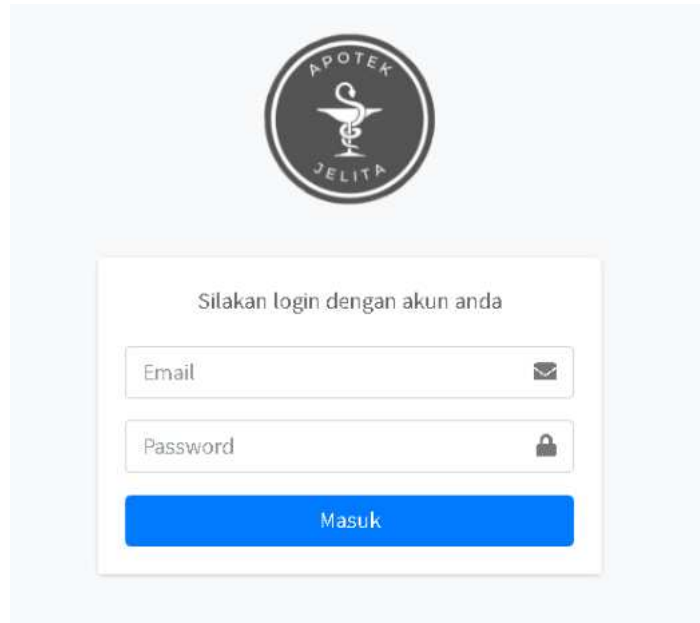 APOTEK
JELITA
Silakan login dengan akun anda
Email
Password
Masuk